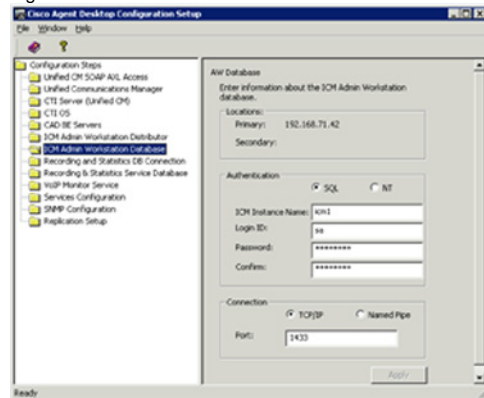 Cisco Agent Desktop Configuration Setup
File Window Help
Configuration Steps
Unified CM SOAP AXL Access
Unified Communications Manager
CTI Server (Unified CM)
CTI OS
CAD BE Servers
ICM Admin Workstation Distributor
ICM Admin Workstation Database
Recording and Statistics DB Connection
Recording & Statistics Service Database
VoIP Monitor Service
Services Configuration
SNMP Configuration
Replication Setup
AW Database
Enter information about the ICM Admin Workstation
database.
Locations:
Primary: 192.168.71.42
Secondary:
Authentication
SQL NT
ICM Instance Name:
Login ID: sa
Password: ********
Confirm: ********
Connection
TCP/IP Named Pipe
Port: 1433
Apply
Ready